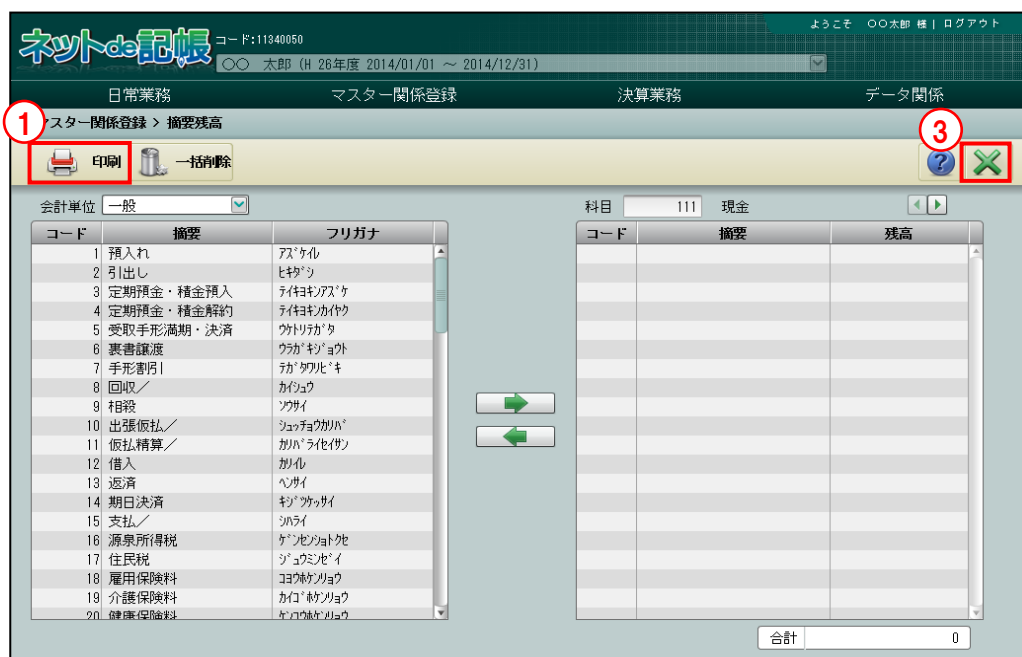 ようこそ 〇〇太郎 様 | ログアウト
ネットde記帳 コード:11340050
〇〇 太郎 (H 26年度 2014/01/01 ～ 2014/12/31)
日常業務 マスター関係登録 決算業務 データ関係
1 マスター関係登録 > 摘要残高 3
印刷 一括削除 ?
会計単位 一般 科目 111 現金
コード 摘要 フリガナ コード 摘要 残高
1 預入れ ｱｽﾞｹｲﾙ
2 引出し ﾋｷﾀﾞｼ
3 定期預金・積金預入 ﾃｲｷﾖｷﾝｱｽﾞｹ
4 定期預金・積金解約 ﾃｲｷﾖｷﾝｶｲﾔｸ
5 受取手形満期・決済 ｳｹﾄﾘﾃｶﾞﾀ
6 裏書譲渡 ｳﾗｶﾞｷｼﾞｮｳﾄ
7 手形割引 ﾃｶﾞﾀﾜﾘﾋﾞｷ
8 回収／ ｶｲｼｭｳ
9 相殺 ｿｳｻｲ
10 出張仮払／ ｼｭｯﾁｮｳｶﾘﾊﾞ
11 仮払精算／ ｶﾘﾊﾞﾗｲｾｲｻﾝ
12 借入 ｶﾘｲﾚ
13 返済 ﾍﾝｻｲ
14 期日決済 ｷｼﾞﾂｹｯｻｲ
15 支払／ ｼﾊﾗｲ
16 源泉所得税 ｹﾞﾝｾﾝｼｮﾄｸｾ
17 住民税 ｼﾞｭｳﾐﾝｾﾞｲ
18 雇用保険料 ｺﾖｳﾎｹﾝﾘｮｳ
19 介護保険料 ｶｲｺﾞﾎｹﾝﾘｮｳ
20 健康保険料 ｹﾝｺｳﾎｹﾝﾘｮｳ
合計 0